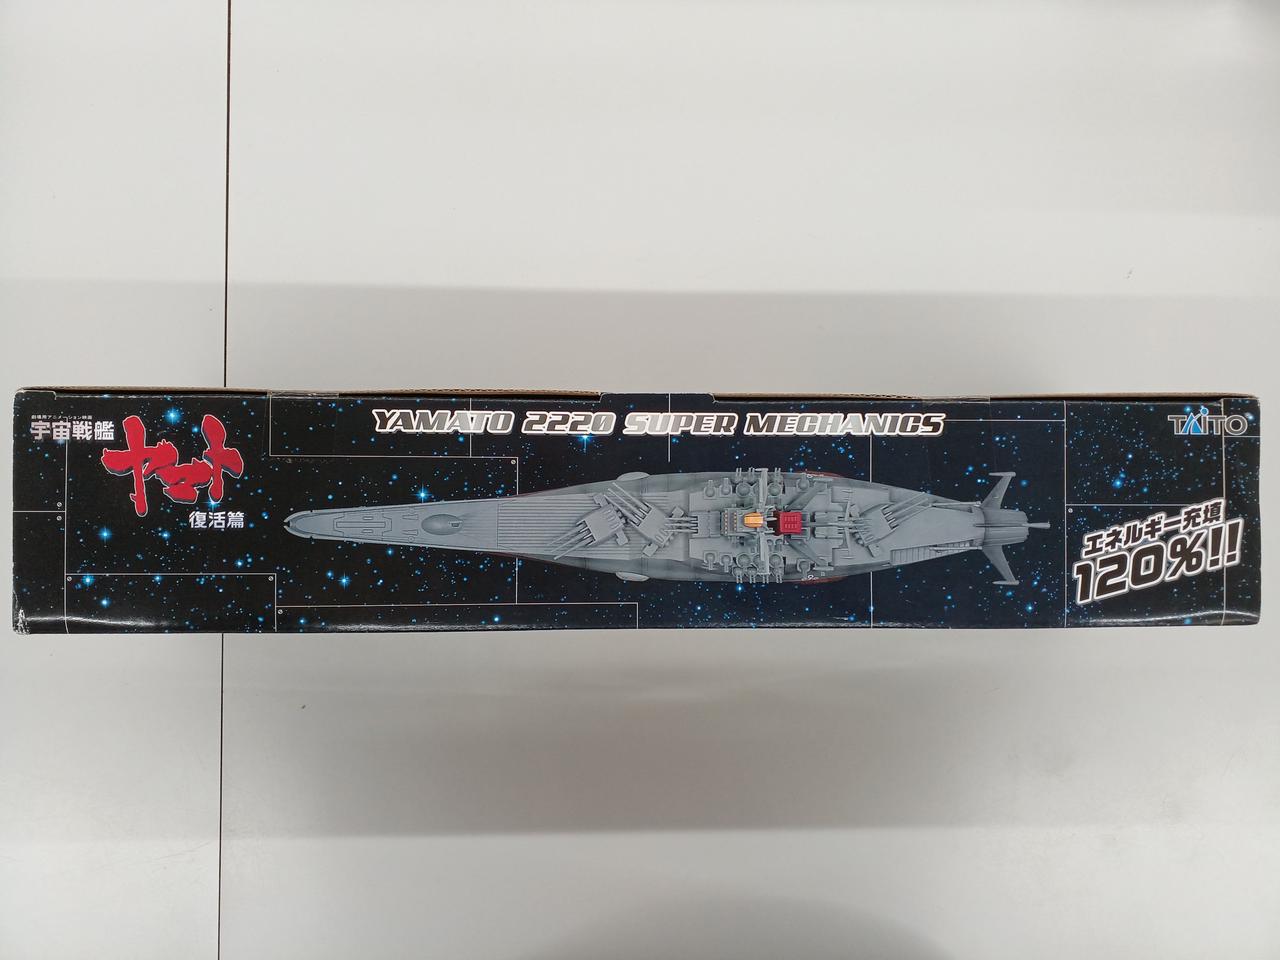 劇場用アニメーション映画
宇宙戦艦
ヤマト
復活篇
YAMATO 2220 SUPER MECHANICS
TAITO
エネルギー充填
120%!!